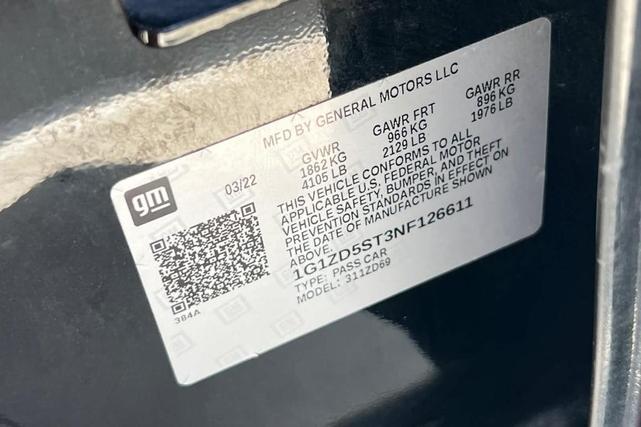 gm
03/22
MFD BY GENERAL MOTORS LLC
GVWR GAWR FRT GAWR RR
1862 KG 966 KG 896 KG
4105 LB 2129 LB 1976 LB
THIS VEHICLE CONFORMS TO ALL
APPLICABLE U.S. FEDERAL MOTOR
VEHICLE SAFETY, BUMPER, AND THEFT
PREVENTION STANDARDS IN EFFECT ON
THE DATE OF MANUFACTURE SHOWN
ABOVE.
1G1ZD5ST3NF126611
TYPE: PASS CAR
MODEL: 311ZD69
384A